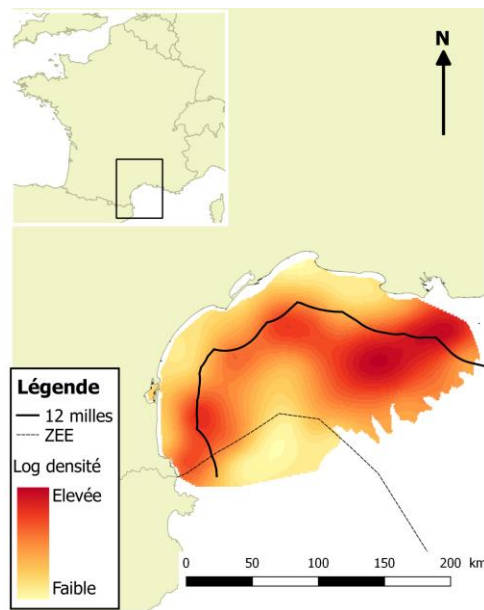 N
Légende
12 milles
ZEE
Log densité
Elevée
Faible
0 50 100 150 200 km